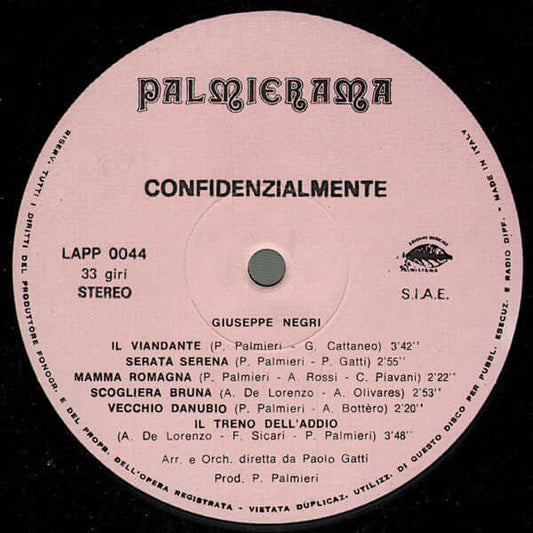 PALMIERAMA
CONFIDENZIALMENTE
LAPP 0044
33 giri
STEREO
EDIZIONI MUSICALI
Palmierama
S.I.A.E.
GIUSEPPE NEGRI
IL VIANDANTE (P. Palmieri - G. Cattaneo) 3'42''
SERATA SERENA (P. Palmieri - P. Gatti) 2'55''
MAMMA ROMAGNA (P. Palmieri - A. Rossi - C. Piavani) 2'22''
SCOGLIERA BRUNA (A. De Lorenzo - A. Olivares) 2'53''
VECCHIO DANUBIO (P. Palmieri - A. Bottèro) 2'20''
IL TRENO DELL'ADDIO
(A. De Lorenzo - F. Sicari - P. Palmieri) 3'48''
Arr. e Orch. diretta da Paolo Gatti
Prod. P. Palmieri
RISERV. TUTTI I DIRITTI DEL PRODUTTORE FONOGR. E DEL PROPR. DELL'OPERA REGISTRATA - VIETATA DUPLICAZ. UTILIZZ. DI QUESTO DISCO PER PUBBL. ESECUZ. E RADIO DIFF. - MADE IN ITALY